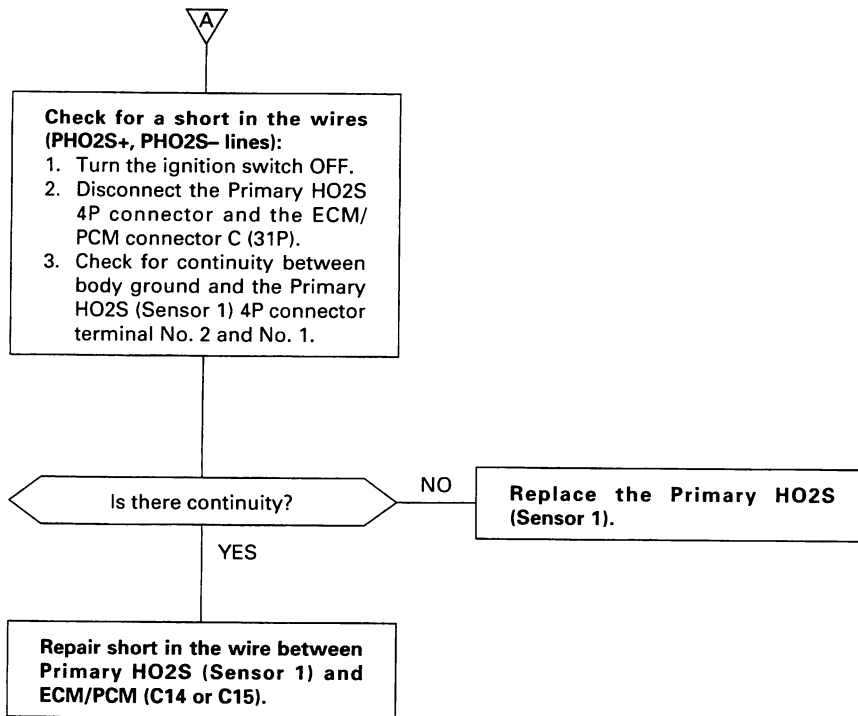 A
Check for a short in the wires
(PHO2S+, PHO2S– lines):
1. Turn the ignition switch OFF.
2. Disconnect the Primary HO2S
4P connector and the ECM/
PCM connector C (31P).
3. Check for continuity between
body ground and the Primary
HO2S (Sensor 1) 4P connector
terminal No. 2 and No. 1.
Is there continuity?
NO
Replace the Primary HO2S
(Sensor 1).
YES
Repair short in the wire between
Primary HO2S (Sensor 1) and
ECM/PCM (C14 or C15).